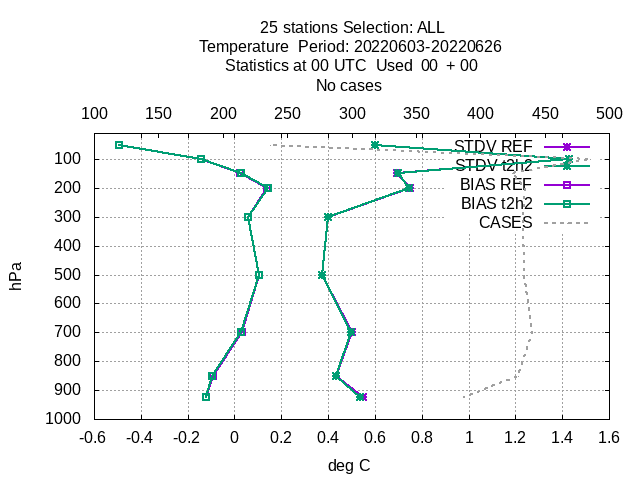 25 stations Selection: ALL
Temperature  Period: 20220603-20220626
Statistics at 00 UTC  Used  00  + 00
No cases
100 150 200 250 300 350 400 450 500
STDV REF
STDV t2h2
BIAS REF
BIAS t2h2
CASES
100
200
300
400
500
600
700
800
900
1000
hPa
-0.6 -0.4 -0.2 0 0.2 0.4 0.6 0.8 1 1.2 1.4 1.6
deg C